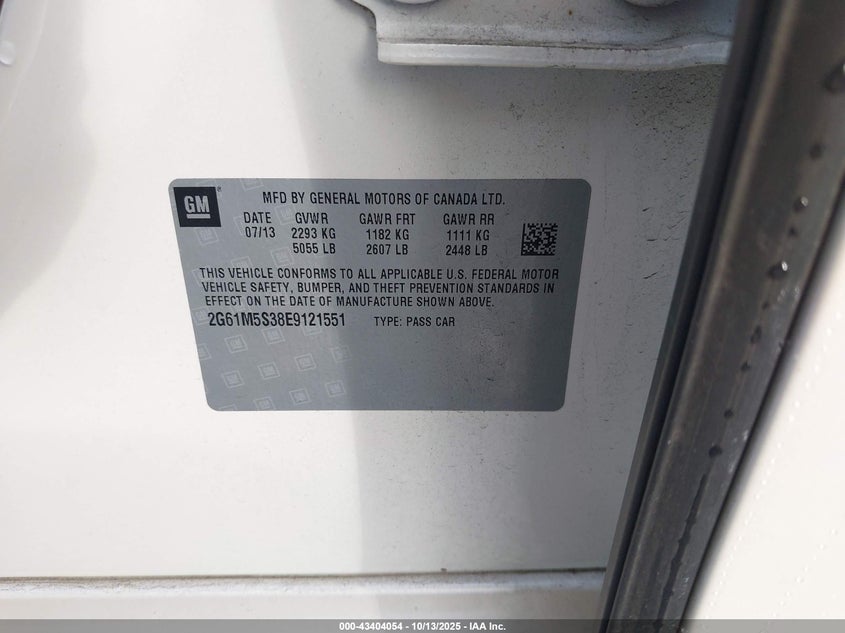 GM
MFD BY GENERAL MOTORS OF CANADA LTD.
DATE GVWR GAWR FRT GAWR RR
07/13 2293 KG 1182 KG 1111 KG
5055 LB 2607 LB 2448 LB
THIS VEHICLE CONFORMS TO ALL APPLICABLE U.S. FEDERAL MOTOR
VEHICLE SAFETY, BUMPER, AND THEFT PREVENTION STANDARDS IN
EFFECT ON THE DATE OF MANUFACTURE SHOWN ABOVE.
2G61M5S38E9121551 TYPE: PASS CAR
000-43404054 - 10/13/2025 - IAA Inc.